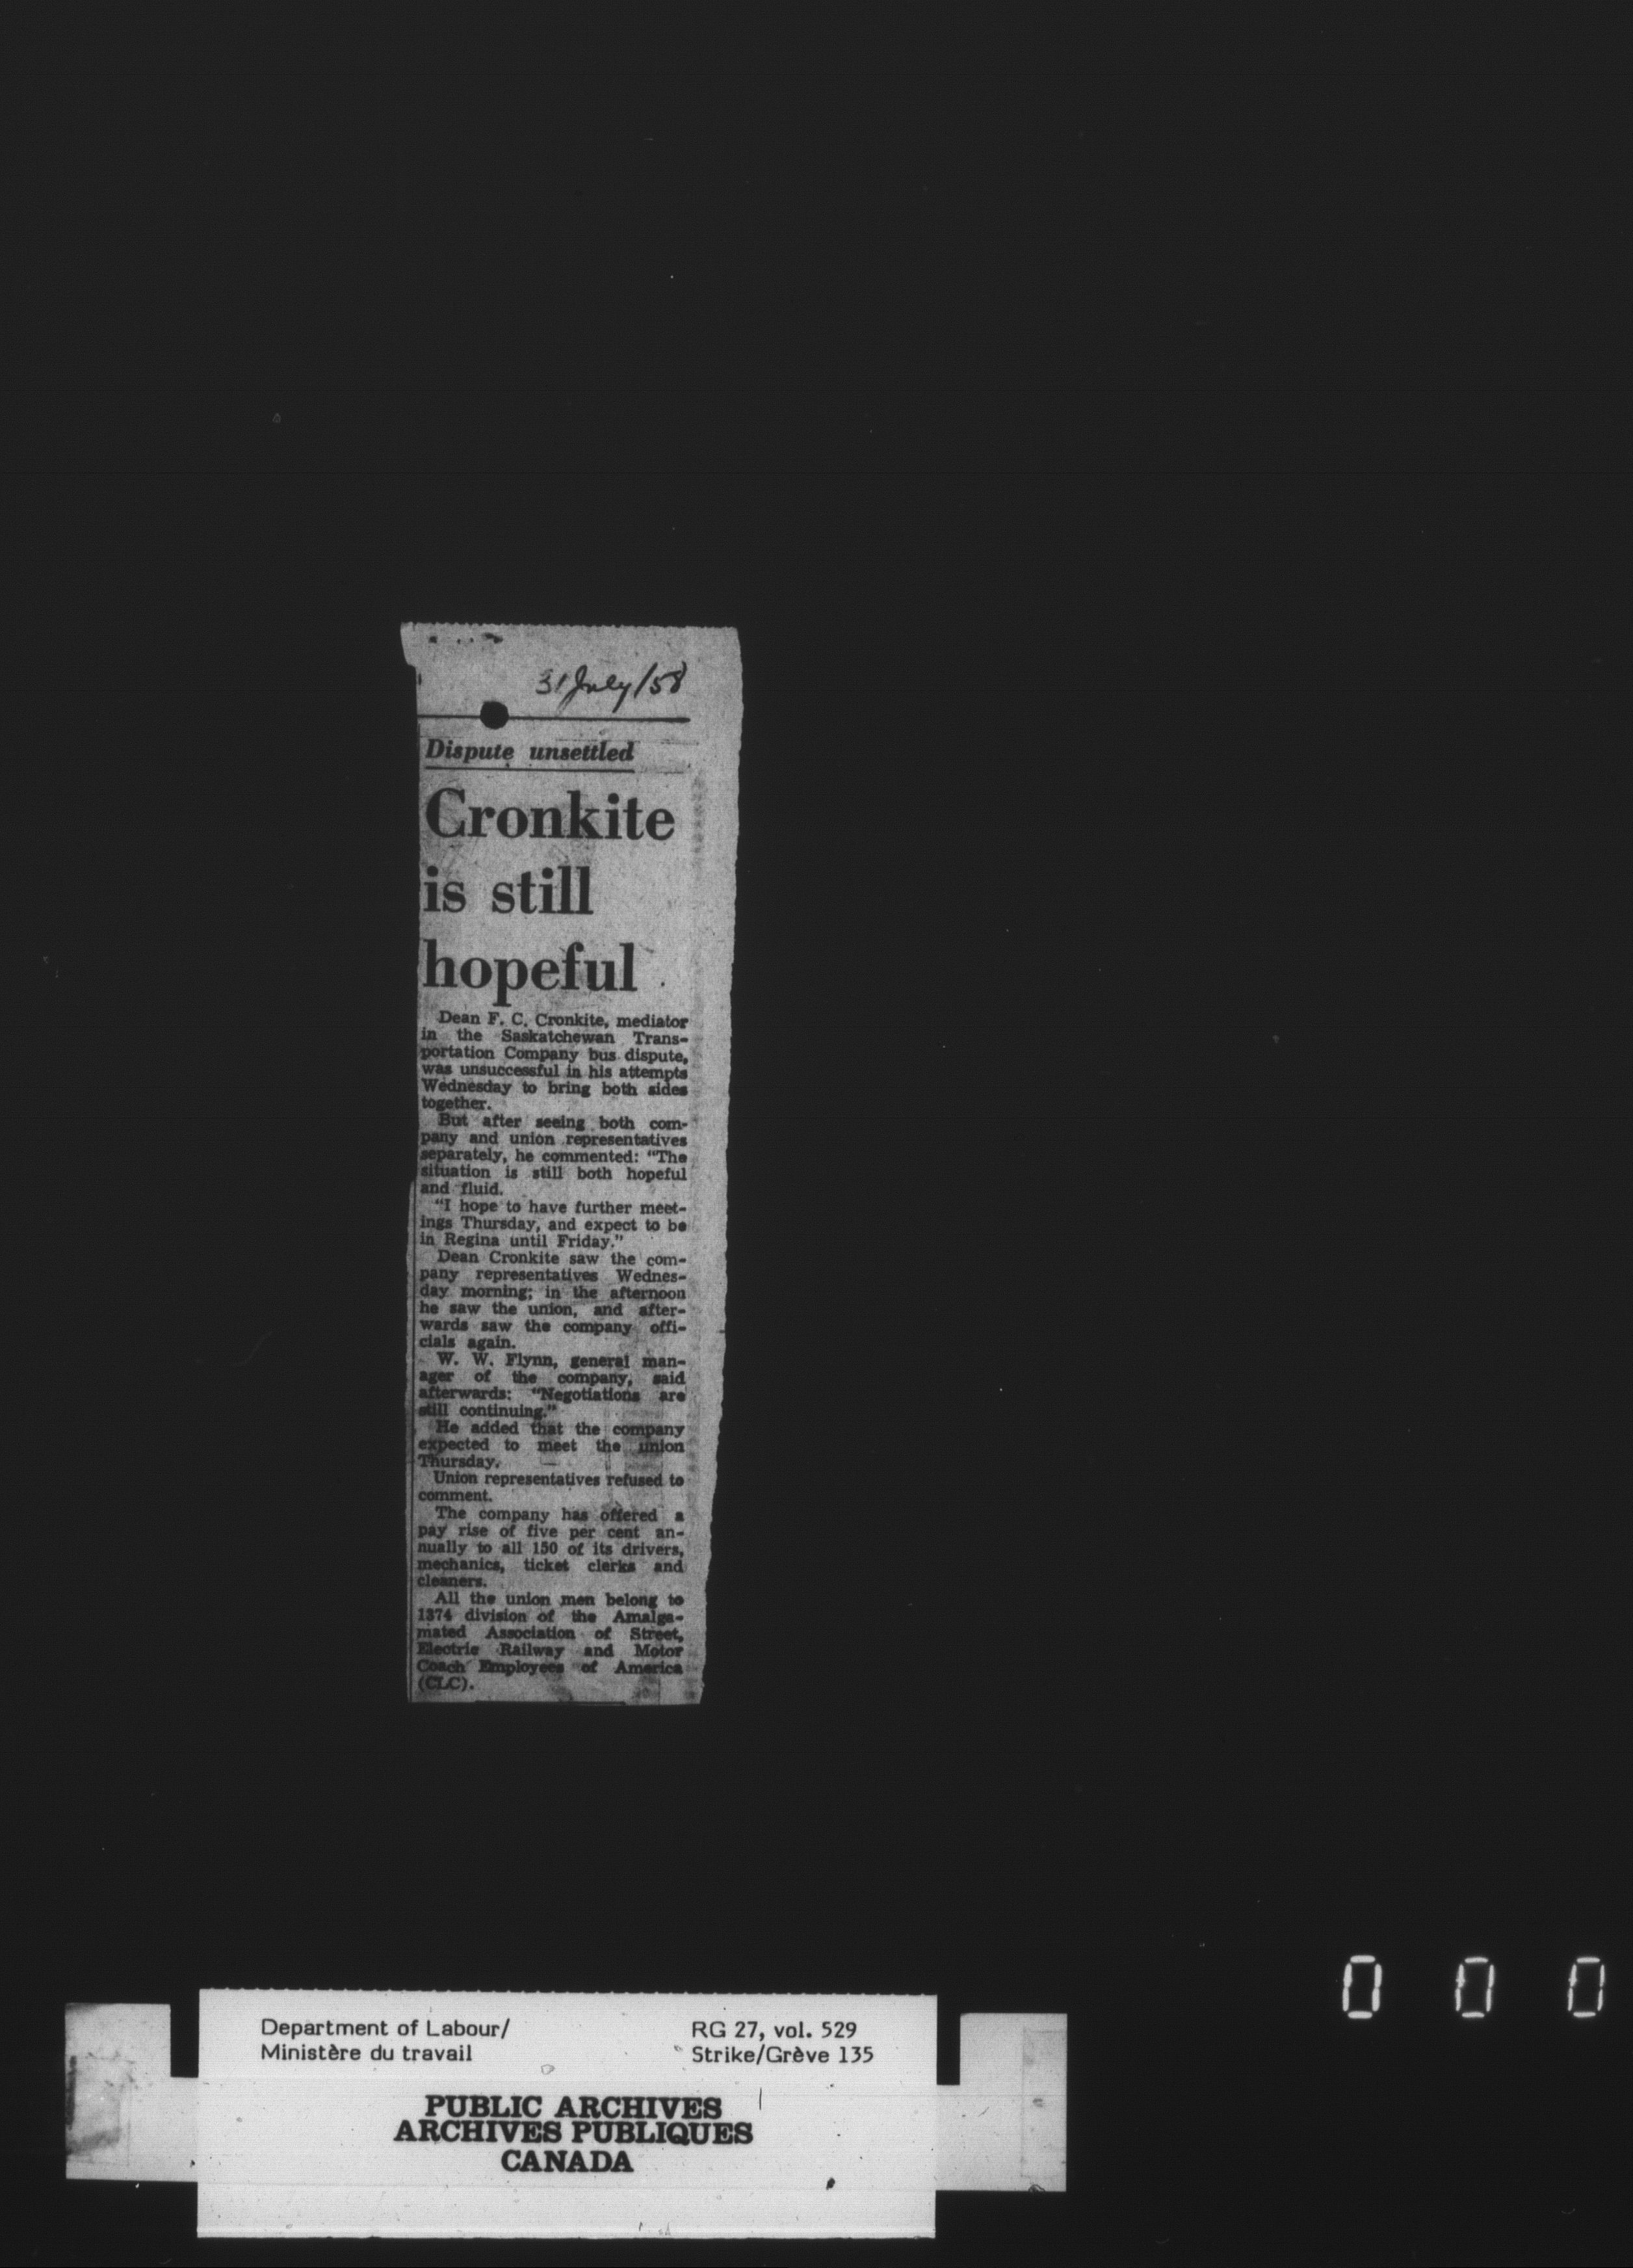 31 July/58
Dispute unsettled
Cronkite
is still
hopeful
Dean F. C. Cronkite, mediator
in the Saskatchewan Trans-
portation Company bus dispute,
was unsuccessful in his attempts
Wednesday to bring both sides
together.
But after seeing both com-
pany and union representatives
separately, he commented: "The
situation is still both hopeful
and fluid.
"I hope to have further meet-
ings Thursday, and expect to be
in Regina until Friday."
Dean Cronkite saw the com-
pany representatives Wednes-
day morning; in the afternoon
he saw the union, and after-
wards saw the company offi-
cials again.
W. W. Flynn, general man-
ager of the company, said
afterwards: "Negotiations are
still continuing."
He added that the company
expected to meet the union
Thursday.
Union representatives refused to
comment.
The company has offered a
pay rise of five per cent an-
nually to all 150 of its drivers,
mechanics, ticket clerks and
cleaners.
All the union men belong to
1374 division of the Amalga-
mated Association of Street,
Electric Railway and Motor
Coach Employees of America
(CLC).
0 0 0
Department of Labour/ RG 27, vol. 529
Ministère du travail Strike/Grève 135
PUBLIC ARCHIVES
ARCHIVES PUBLIQUES
CANADA